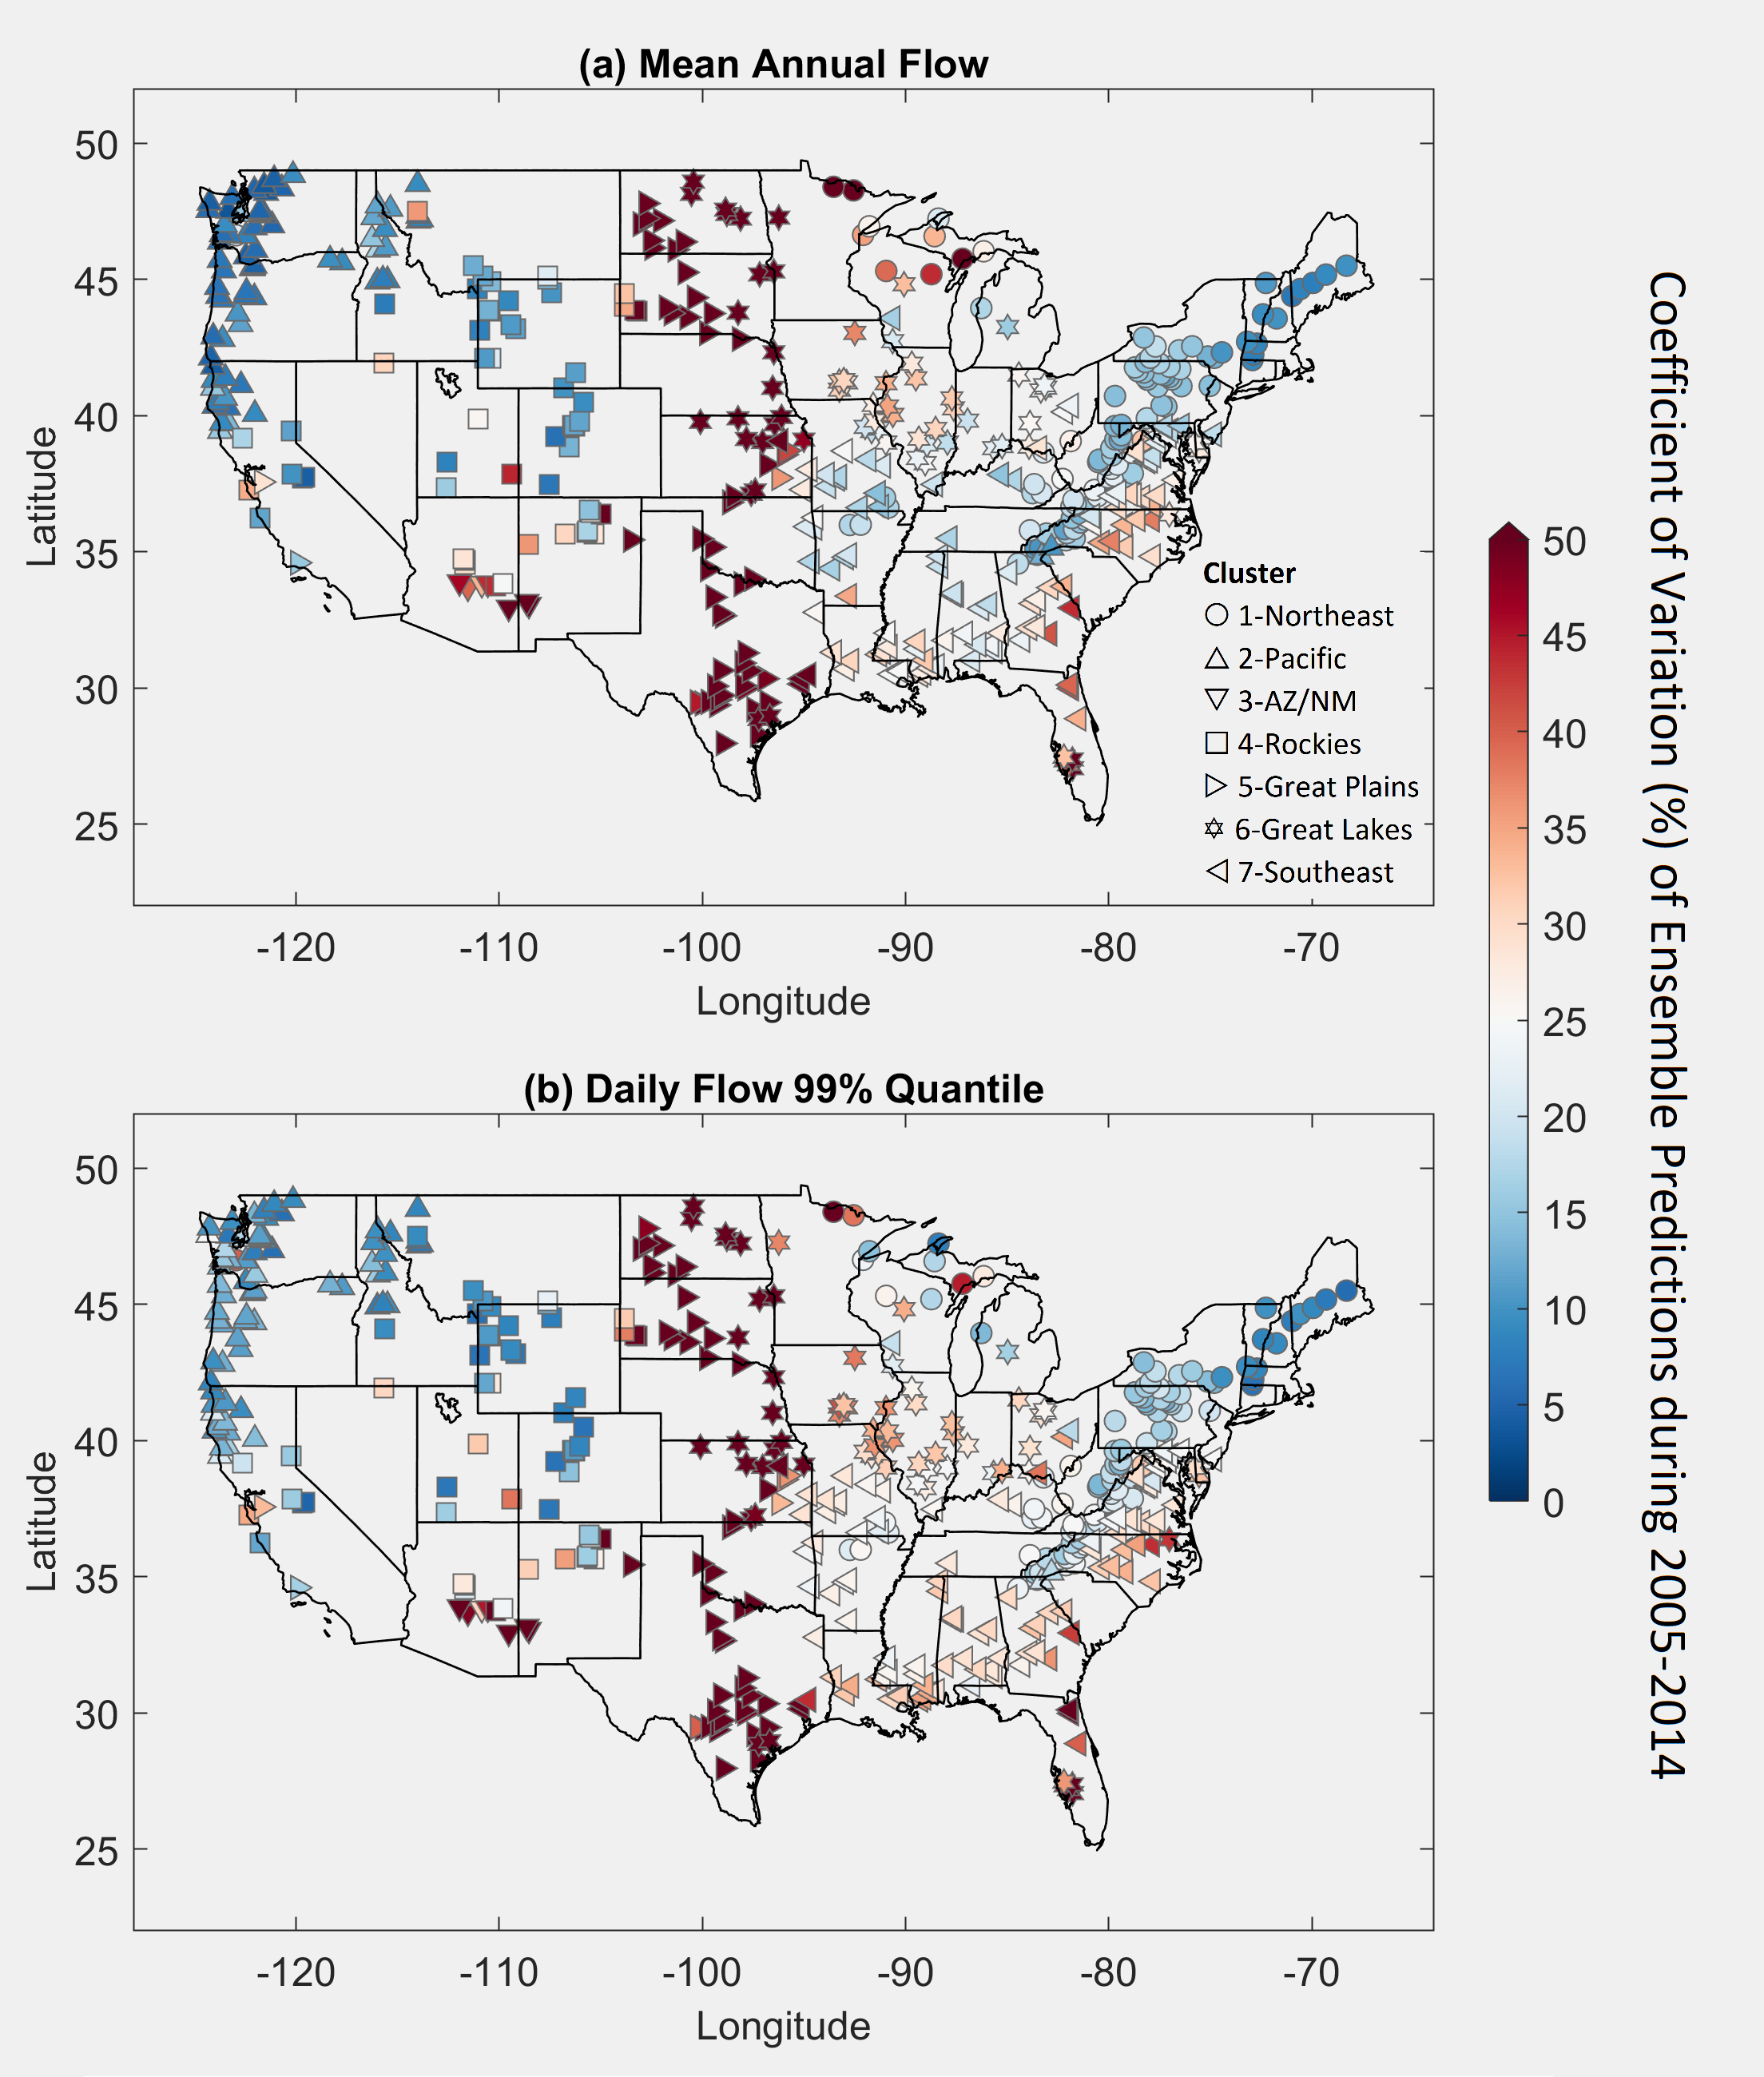 (a) Mean Annual Flow
50
45
40
35
30
25
Latitude
-120 -110 -100 -90 -80 -70
Longitude
Cluster
1-Northeast
2-Pacific
3-AZ/NM
4-Rockies
5-Great Plains
6-Great Lakes
7-Southeast
(b) Daily Flow 99% Quantile
50
45
40
35
30
25
Latitude
-120 -110 -100 -90 -80 -70
Longitude
50
45
40
35
30
25
20
15
10
5
0
Coefficient of Variation (%) of Ensemble Predictions during 2005-2014